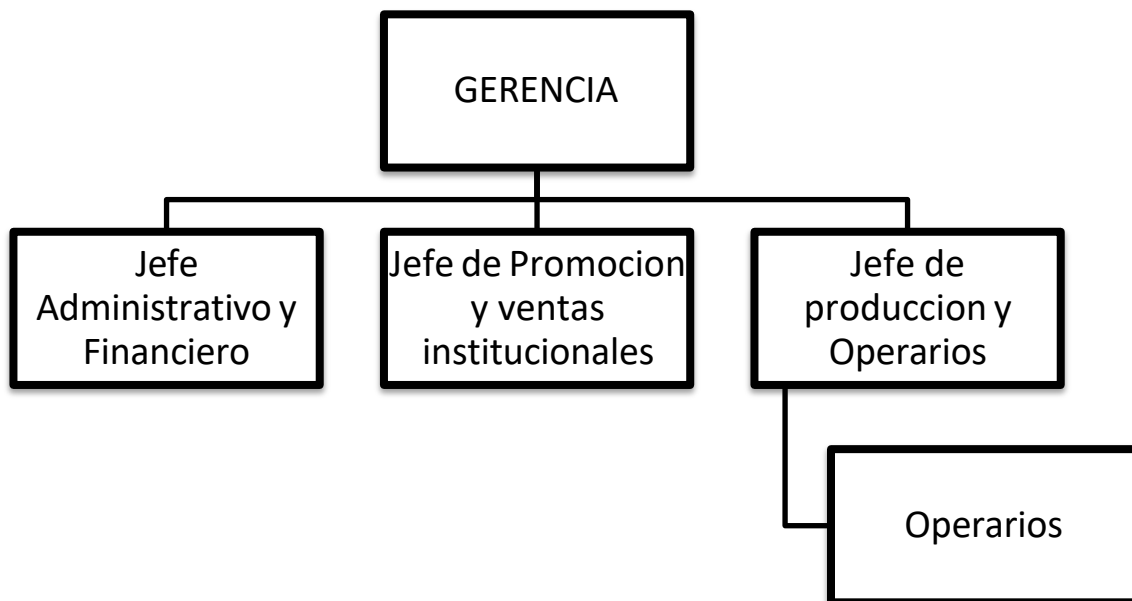 GERENCIA
Jefe
Administrativo y
Financiero
Jefe de Promocion
y ventas
institucionales
Jefe de
produccion y
Operarios
Operarios